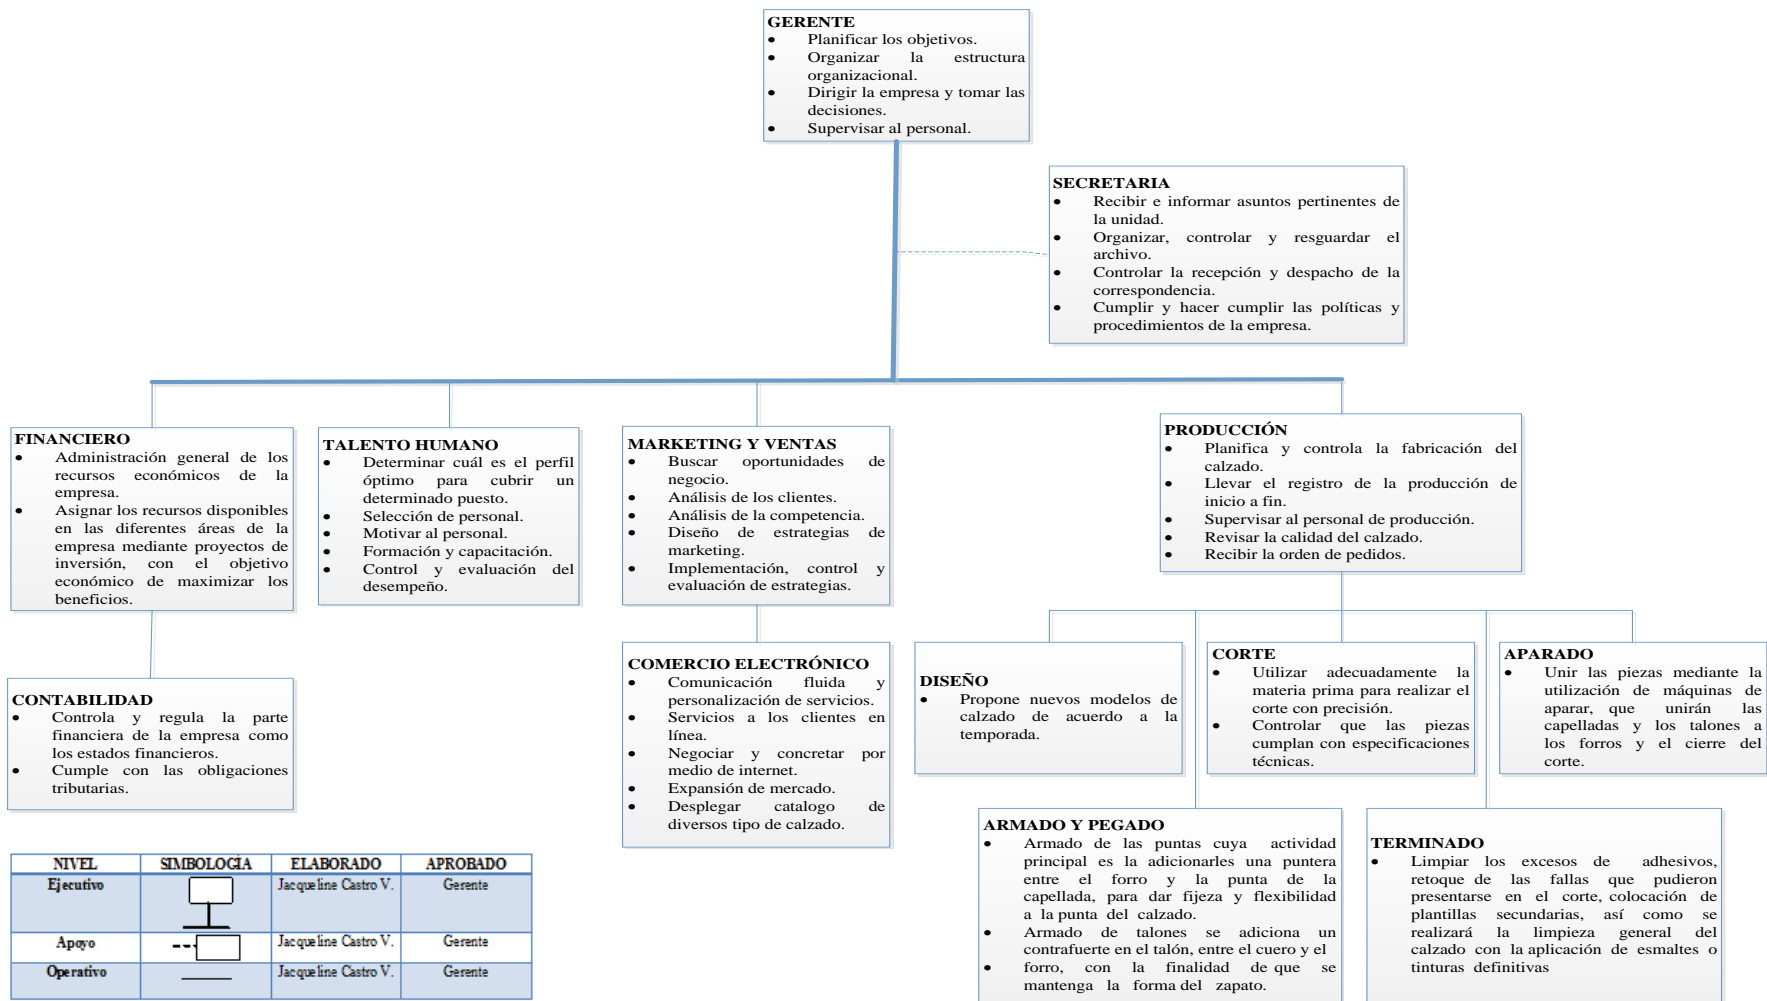 GERENTE
• Planificar los objetivos.
• Organizar la estructura
organizacional.
• Dirigir la empresa y tomar las
decisiones.
• Supervisar al personal.
SECRETARIA
• Recibir e informar asuntos pertinentes de
la unidad.
• Organizar, controlar y resguardar el
archivo.
• Controlar la recepción y despacho de la
correspondencia.
• Cumplir y hacer cumplir las políticas y
procedimientos de la empresa.
FINANCIERO
• Administración general de los
recursos económicos de la
empresa.
• Asignar los recursos disponibles
en las diferentes áreas de la
empresa mediante proyectos de
inversión, con el objetivo
económico de maximizar los
beneficios.
TALENTO HUMANO
• Determinar cuál es el perfil
óptimo para cubrir un
determinado puesto.
• Selección de personal.
• Motivar al personal.
• Formación y capacitación.
• Control y evaluación del
desempeño.
MARKETING Y VENTAS
• Buscar oportunidades de
negocio.
• Análisis de los clientes.
• Análisis de la competencia.
• Diseño de estrategias de
marketing.
• Implementación, control y
evaluación de estrategias.
PRODUCCIÓN
• Planifica y controla la fabricación del
calzado.
• Llevar el registro de la producción de
inicio a fin.
• Supervisar al personal de producción.
• Revisar la calidad del calzado.
• Recibir la orden de pedidos.
CONTABILIDAD
• Controla y regula la parte
financiera de la empresa como
los estados financieros.
• Cumple con las obligaciones
tributarias.
COMERCIO ELECTRÓNICO
• Comunicación fluida y
personalización de servicios.
• Servicios a los clientes en
línea.
• Negociar y concretar por
medio de internet.
• Expansión de mercado.
• Desplegar catalogo de
diversos tipo de calzado.
DISEÑO
• Propone nuevos modelos de
calzado de acuerdo a la
temporada.
CORTE
• Utilizar adecuadamente la
materia prima para realizar el
corte con precisión.
• Controlar que las piezas
cumplan con especificaciones
técnicas.
APARADO
• Unir las piezas mediante la
utilización de máquinas de
aparar, que unirán las
capelladas y los talones a
los forros y el cierre del
corte.
ARMADO Y PEGADO
• Armado de las puntas cuya actividad
principal es la adicionarles una puntera
entre el forro y la punta de la
capellada, para dar fijeza y flexibilidad
a la punta del calzado.
• Armado de talones se adiciona un
contrafuerte en el talón, entre el cuero y el
• forro, con la finalidad de que se
mantenga la forma del zapato.
TERMINADO
• Limpiar los excesos de adhesivos,
retoque de las fallas que pudieron
presentarse en el corte, colocación de
plantillas secundarias, así como se
realizará la limpieza general del
calzado con la aplicación de esmaltes o
tinturas definitivas
NIVEL SIMBOLOGÍA ELABORADO APROBADO
Ejecutivo Jacqueline Castro V. Gerente
Apoyo Jacqueline Castro V. Gerente
Operativo Jacqueline Castro V. Gerente